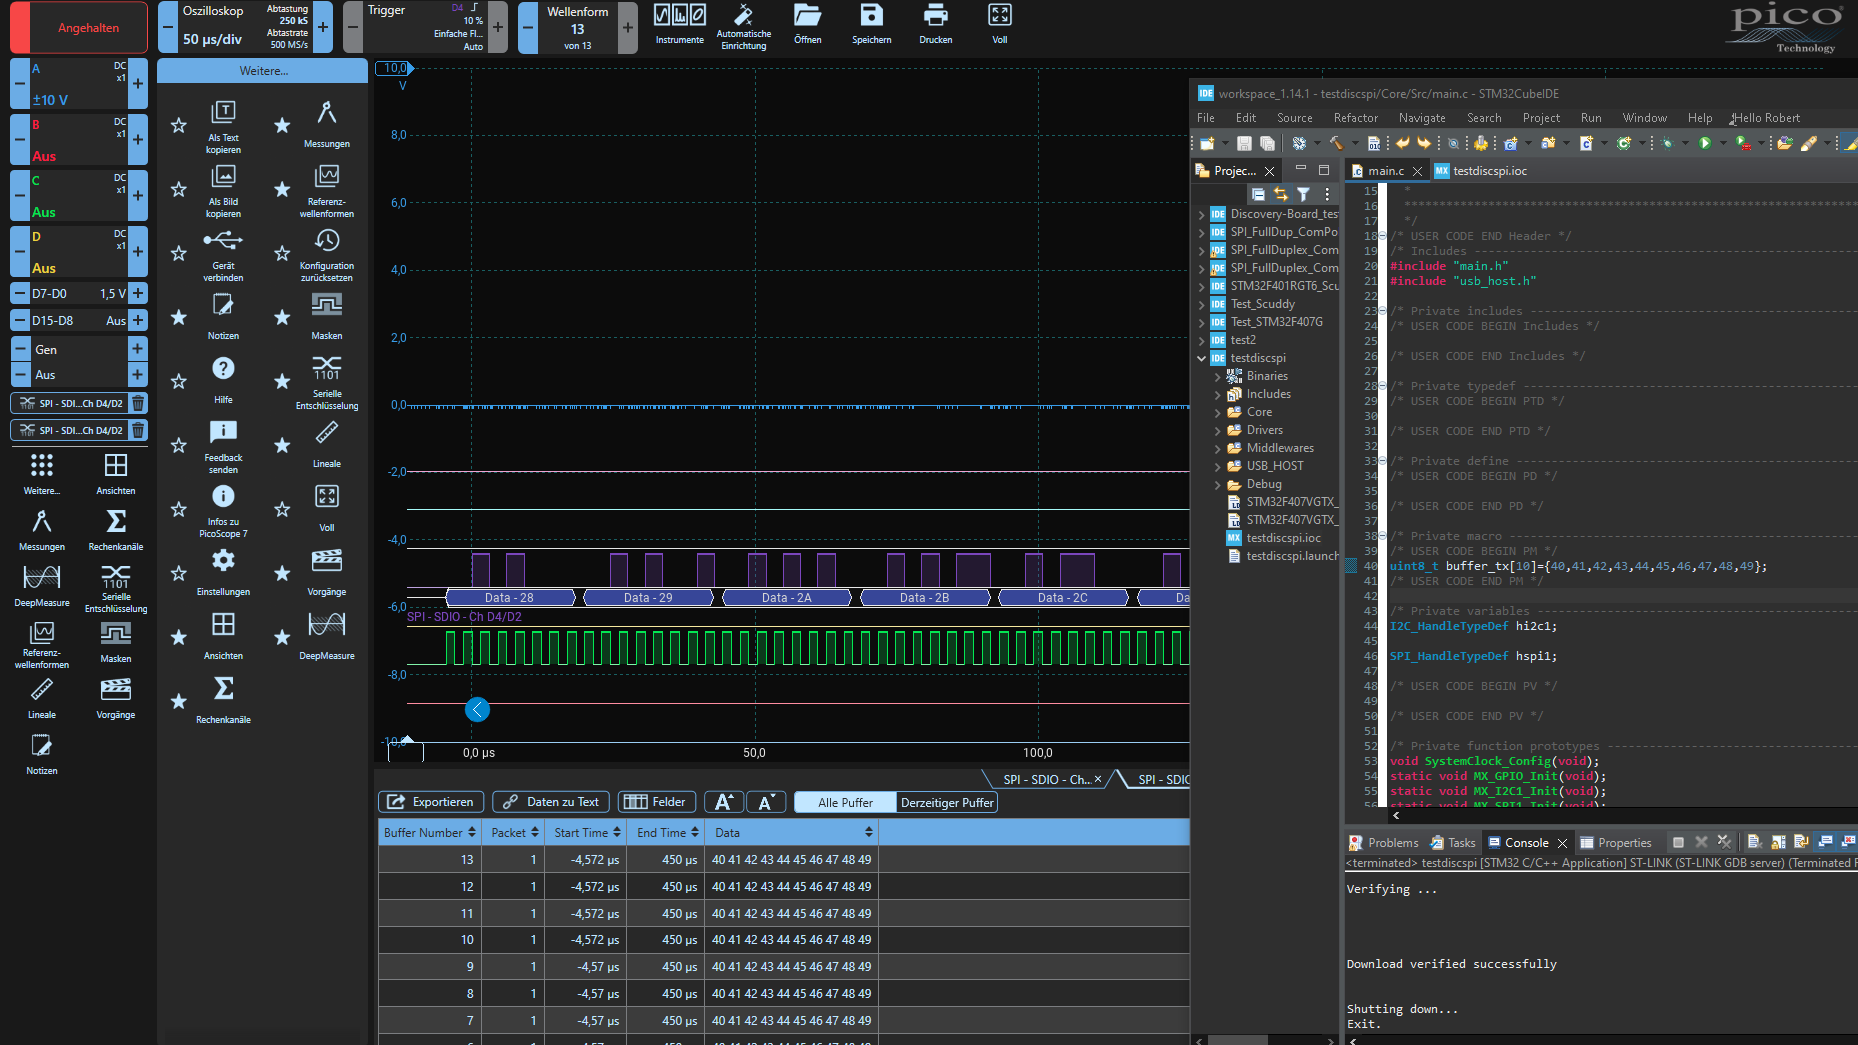 Angehalten
Oszilloskop
50 µs/div
Abtastung
250 kS
Abtastrate
500 MS/s
Trigger
D4
10 %
Einfache Fl...
Auto
Wellenform
13
von 13
Instrumente
Automatische
Einrichtung
Öffnen
Speichern
Drucken
Voll
pico
Technology
A
DC
x1
±10 V
B
DC
x1
Aus
C
DC
x1
Aus
D
DC
x1
Aus
D7-D0 1,5 V
D15-D8 Aus
Gen
Aus
SPI - SDI...Ch D4/D2
SPI - SDI...Ch D4/D2
Weitere...
Ansichten
Messungen
Rechenkanäle
DeepMeasure
1101
Serielle
Entschlüsselung
Referenz-
wellenformen
Masken
Lineale
Vorgänge
Notizen
Weitere...
Als Text
kopieren
Messungen
Als Bild
kopieren
Referenz-
wellenformen
Gerät
verbinden
Konfiguration
zurücksetzen
Notizen
Masken
Hilfe
1101
Serielle
Entschlüsselung
Feedback
senden
Lineale
Infos zu
PicoScope 7
Voll
Einstellungen
Vorgänge
Ansichten
DeepMeasure
Rechenkanäle
10,0
V
8,0
6,0
4,0
2,0
0,0
-2,0
-4,0
-6,0
-8,0
-10,0
Data - 28
Data - 29
Data - 2A
Data - 2B
Data - 2C
Da
SPI - SDIO - Ch D4/D2
0,0 µs
50,0
100,0
SPI - SDIO - Ch... ×
SPI - SDIO
Exportieren
Daten zu Text
Felder
A
A
Alle Puffer
Derzeitiger Puffer
Buffer Number Packet Start Time End Time Data
13 1 -4,572 µs 450 µs 40 41 42 43 44 45 46 47 48 49
12 1 -4,572 µs 450 µs 40 41 42 43 44 45 46 47 48 49
11 1 -4,572 µs 450 µs 40 41 42 43 44 45 46 47 48 49
10 1 -4,572 µs 450 µs 40 41 42 43 44 45 46 47 48 49
9 1 -4,57 µs 450 µs 40 41 42 43 44 45 46 47 48 49
8 1 -4,57 µs 450 µs 40 41 42 43 44 45 46 47 48 49
7 1 -4,57 µs 450 µs 40 41 42 43 44 45 46 47 48 49
IDE workspace_1.14.1 - testdiscspi/Core/Src/main.c - STM32CubeIDE
File Edit Source Refactor Navigate Search Project Run Window Help Hello Robert
Projec...
IDE Discovery-Board_tes
IDE SPI_FullDup_ComPo
SPI_FullDuplex_Com
SPI_FullDuplex_Com
IDE STM32F401RGT6_Scu
IDE Test_Scuddy
IDE Test_STM32F407G
IDE test2
IDE testdiscspi
Binaries
Includes
Core
Drivers
Middlewares
USB_HOST
Debug
STM32F407VGTX_
STM32F407VGTX_
MX testdiscspi.ioc
testdiscspi.launch
main.c
MX testdiscspi.ioc
15 *
16 ****************************************************************
17 */
18 /* USER CODE END Header */
19 /* Includes ------------------------------------------------
20 #include "main.h"
21 #include "usb_host.h"
22
23 /* Private includes ------------------------------------------------
24 /* USER CODE BEGIN Includes */
25
26 /* USER CODE END Includes */
27
28 /* Private typedef ------------------------------------------------
29 /* USER CODE BEGIN PTD */
30
31 /* USER CODE END PTD */
32
33 /* Private define ------------------------------------------------
34 /* USER CODE BEGIN PD */
35
36 /* USER CODE END PD */
37
38 /* Private macro ------------------------------------------------
39 /* USER CODE BEGIN PM */
40 uint8_t buffer_tx[10]={40,41,42,43,44,45,46,47,48,49};
41 /* USER CODE END PM */
42
43 /* Private variables ------------------------------------------------
44 I2C_HandleTypeDef hi2c1;
45
46 SPI_HandleTypeDef hspi1;
47
48 /* USER CODE BEGIN PV */
49
50 /* USER CODE END PV */
51
52 /* Private function prototypes ------------------------------------
53 void SystemClock_Config(void);
54 static void MX_GPIO_Init(void);
55 static void MX_I2C1_Init(void);
56 static void MX_SPI1_Init(void);
Problems Tasks Console Properties
<terminated> testdiscspi [STM32 C/C++ Application] ST-LINK (ST-LINK GDB server) (Terminated
Verifying ...
Download verified successfully
Shutting down...
Exit.